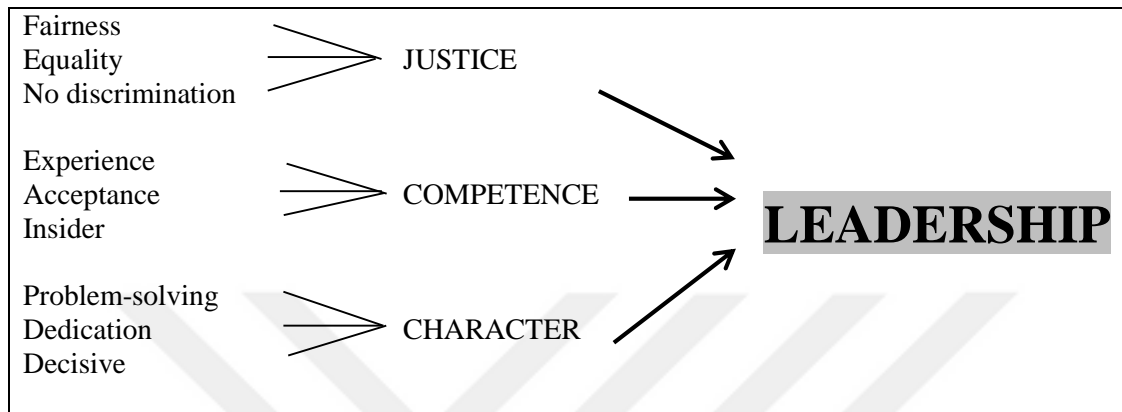 Fairness
Equality
No discrimination
JUSTICE
Experience
Acceptance
Insider
COMPETENCE
Problem-solving
Dedication
Decisive
CHARACTER
LEADERSHIP